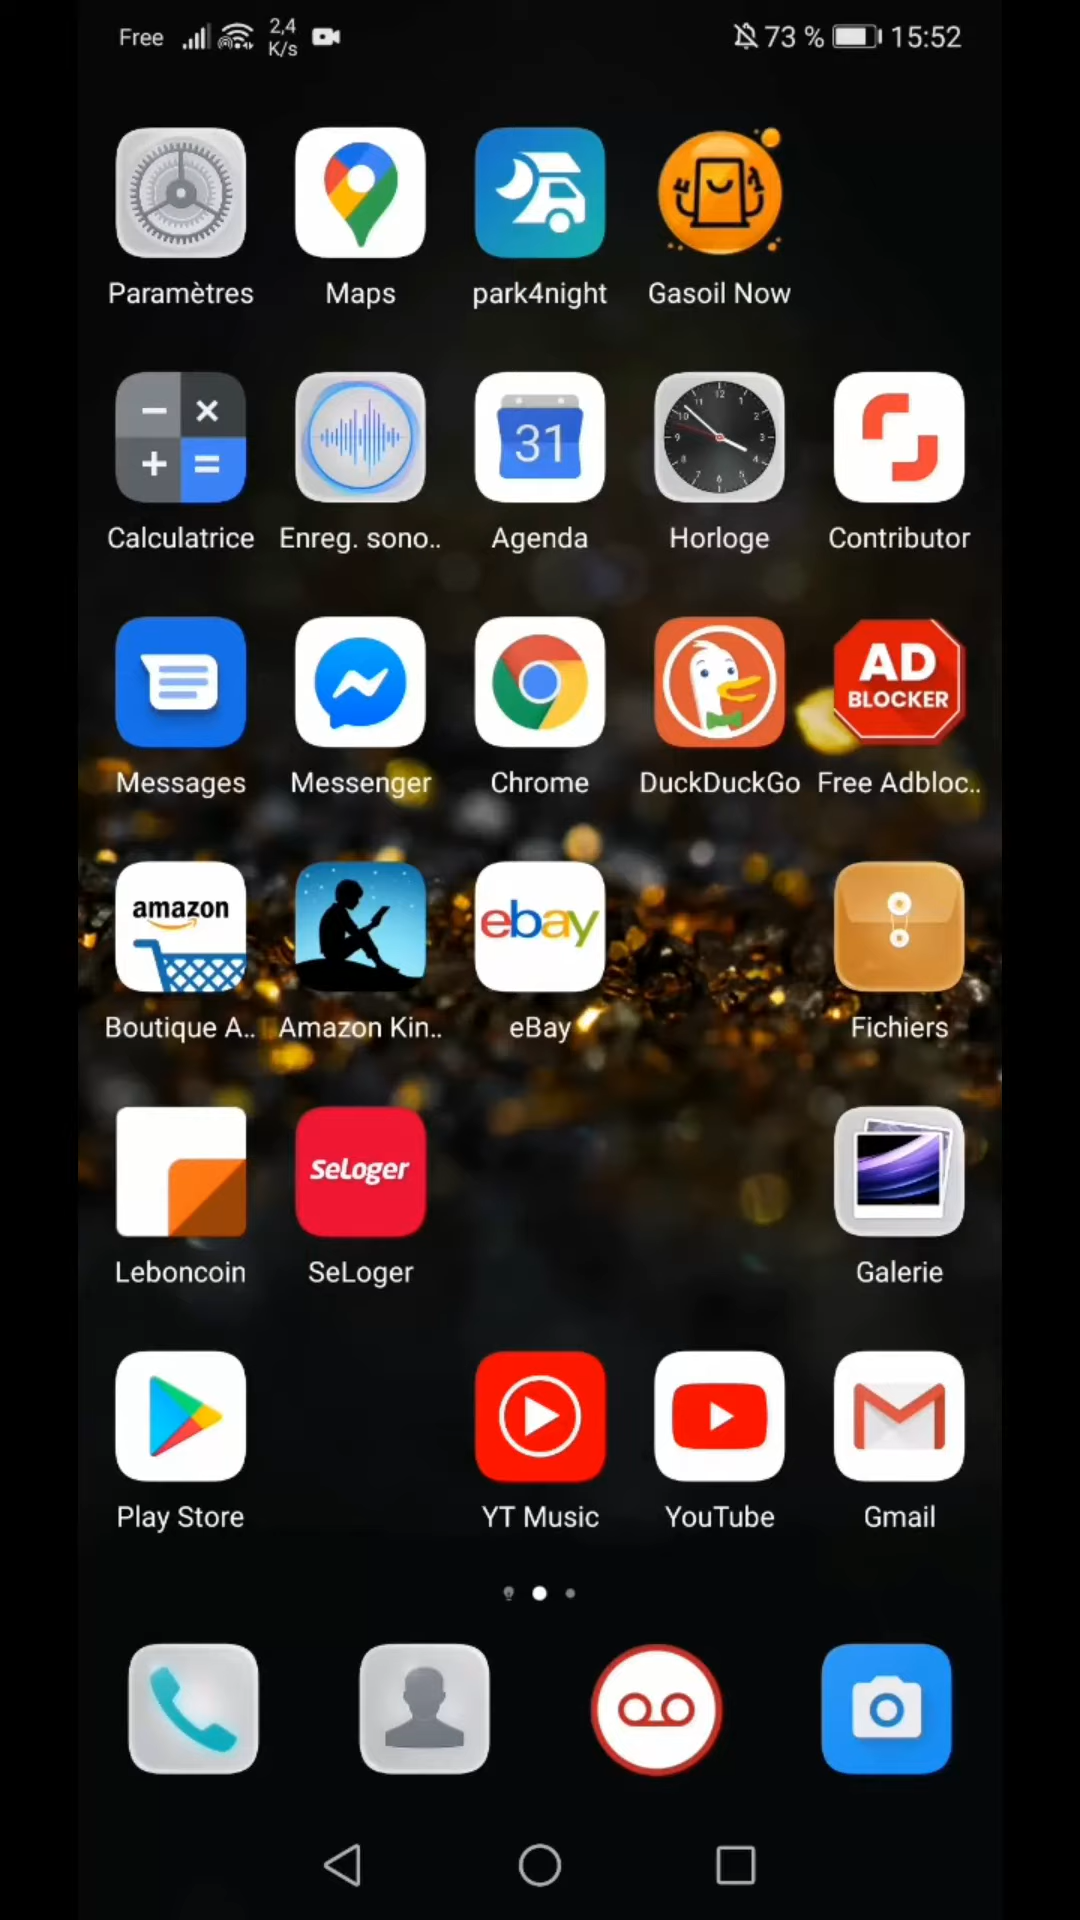 Free 2,4 K/s 73 % 15:52
Paramètres Maps park4night Gasoil Now
31
Calculatrice Enreg. sono.. Agenda Horloge Contributor
AD
BLOCKER
Messages Messenger Chrome DuckDuckGo Free Adbloc..
amazon ebay
Boutique A.. Amazon Kin.. eBay Fichiers
SeLoger
Leboncoin SeLoger Galerie
Play Store YT Music YouTube Gmail